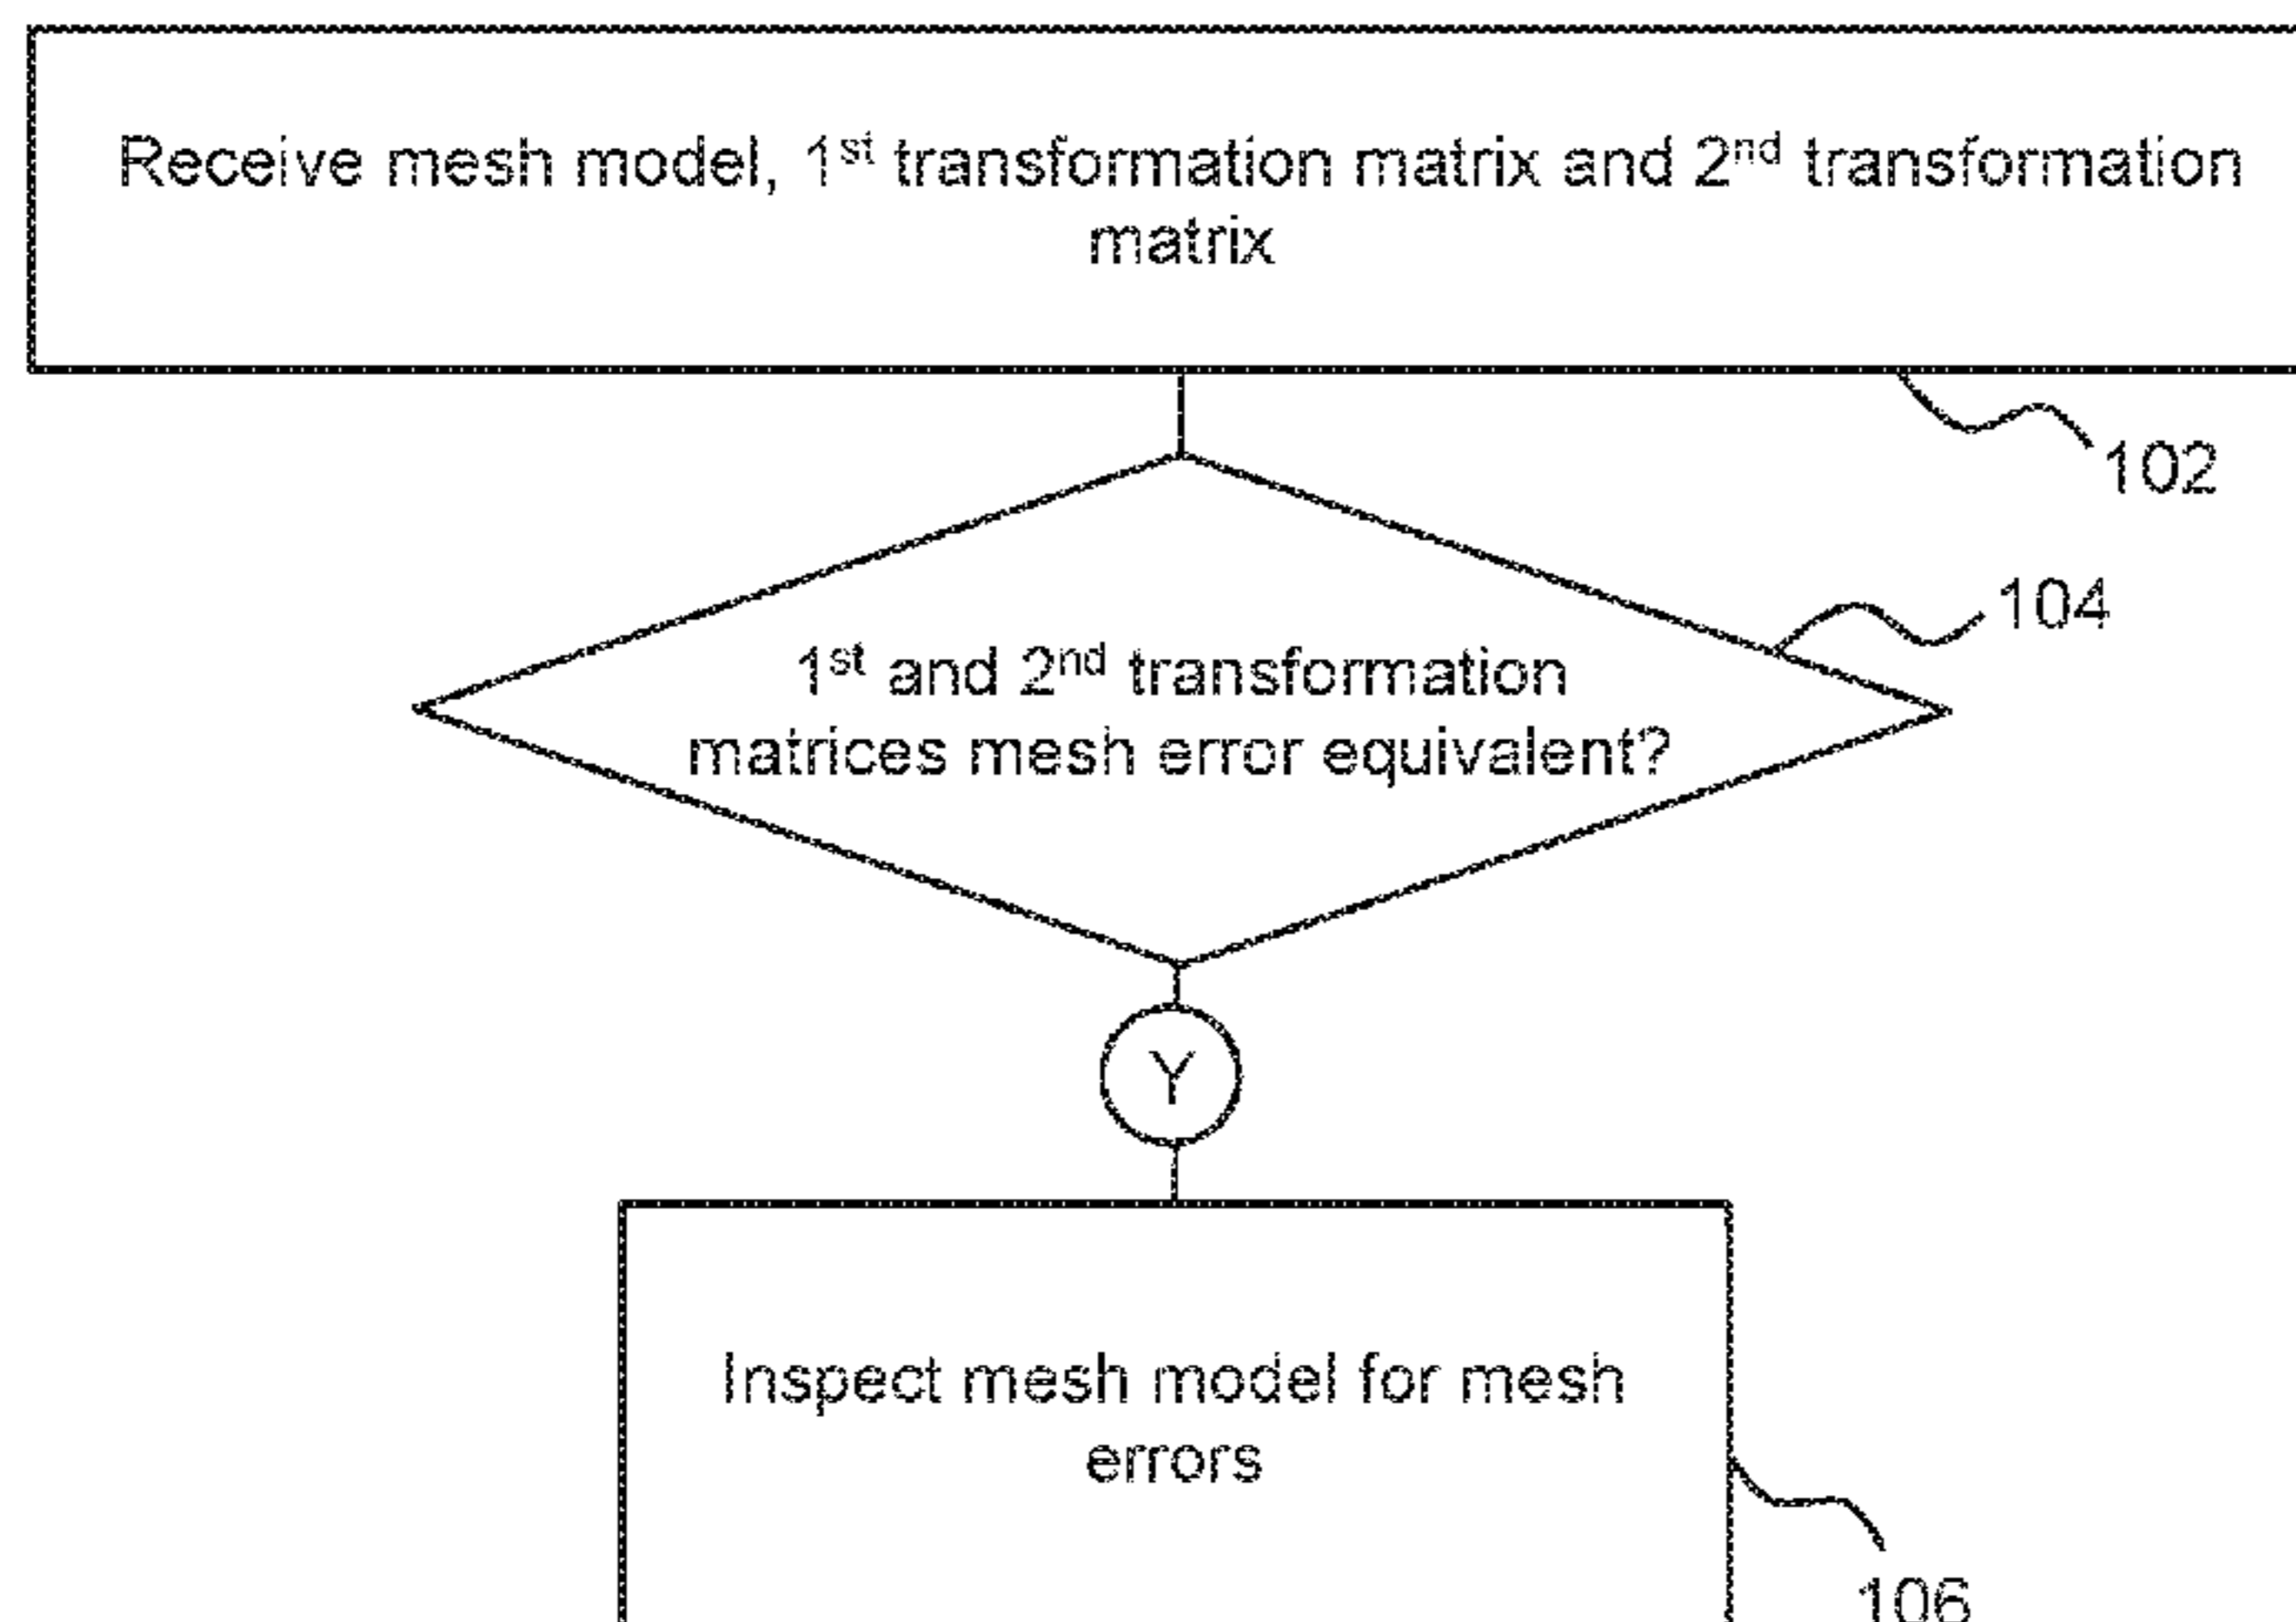 Receive mesh model, 1st transformation matrix and 2nd transformation
matrix
102
104
1st and 2nd transformation
matrices mesh error equivalent?
Y
Inspect mesh model for mesh
errors
106